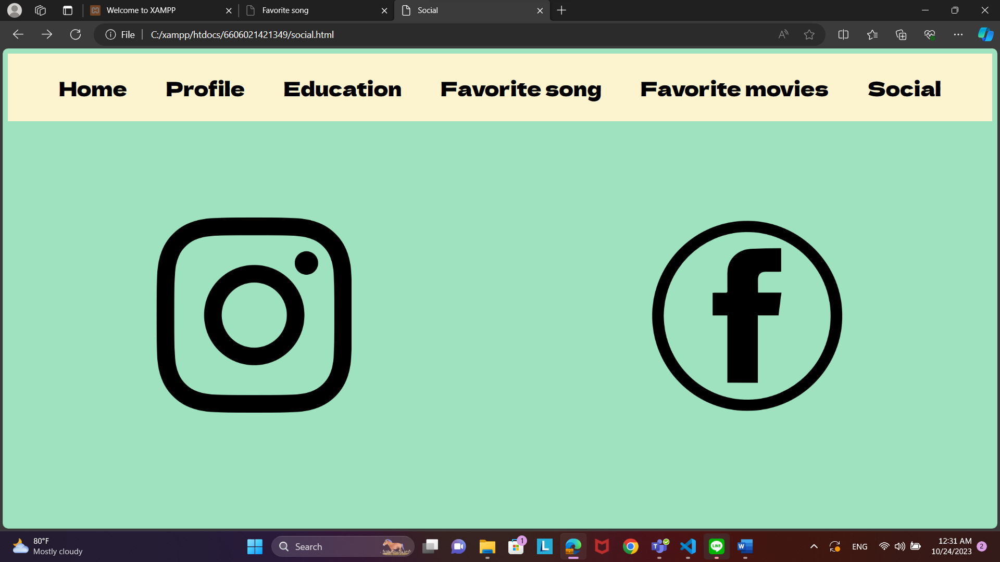 Welcome to XAMPP
Favorite song
Social
File
C:/xampp/htdocs/6606021421349/social.html
Home Profile Education Favorite song Favorite movies Social
80°F
Mostly cloudy
Search
1
ENG
12:31 AM
10/24/2023
2